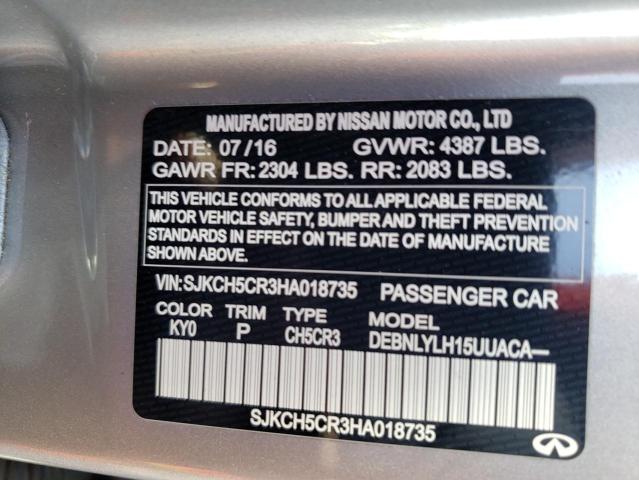 MANUFACTURED BY NISSAN MOTOR CO., LTD
DATE: 07/16 GVWR: 4387 LBS.
GAWR FR: 2304 LBS. RR: 2083 LBS.
THIS VEHICLE CONFORMS TO ALL APPLICABLE FEDERAL
MOTOR VEHICLE SAFETY, BUMPER AND THEFT PREVENTION
STANDARDS IN EFFECT ON THE DATE OF MANUFACTURE
SHOWN ABOVE.
VIN:SJKCH5CR3HA018735 PASSENGER CAR
COLOR TRIM TYPE MODEL
KY0 P CH5CR3 DEBNLYLH15UUACA—
SJKCH5CR3HA018735